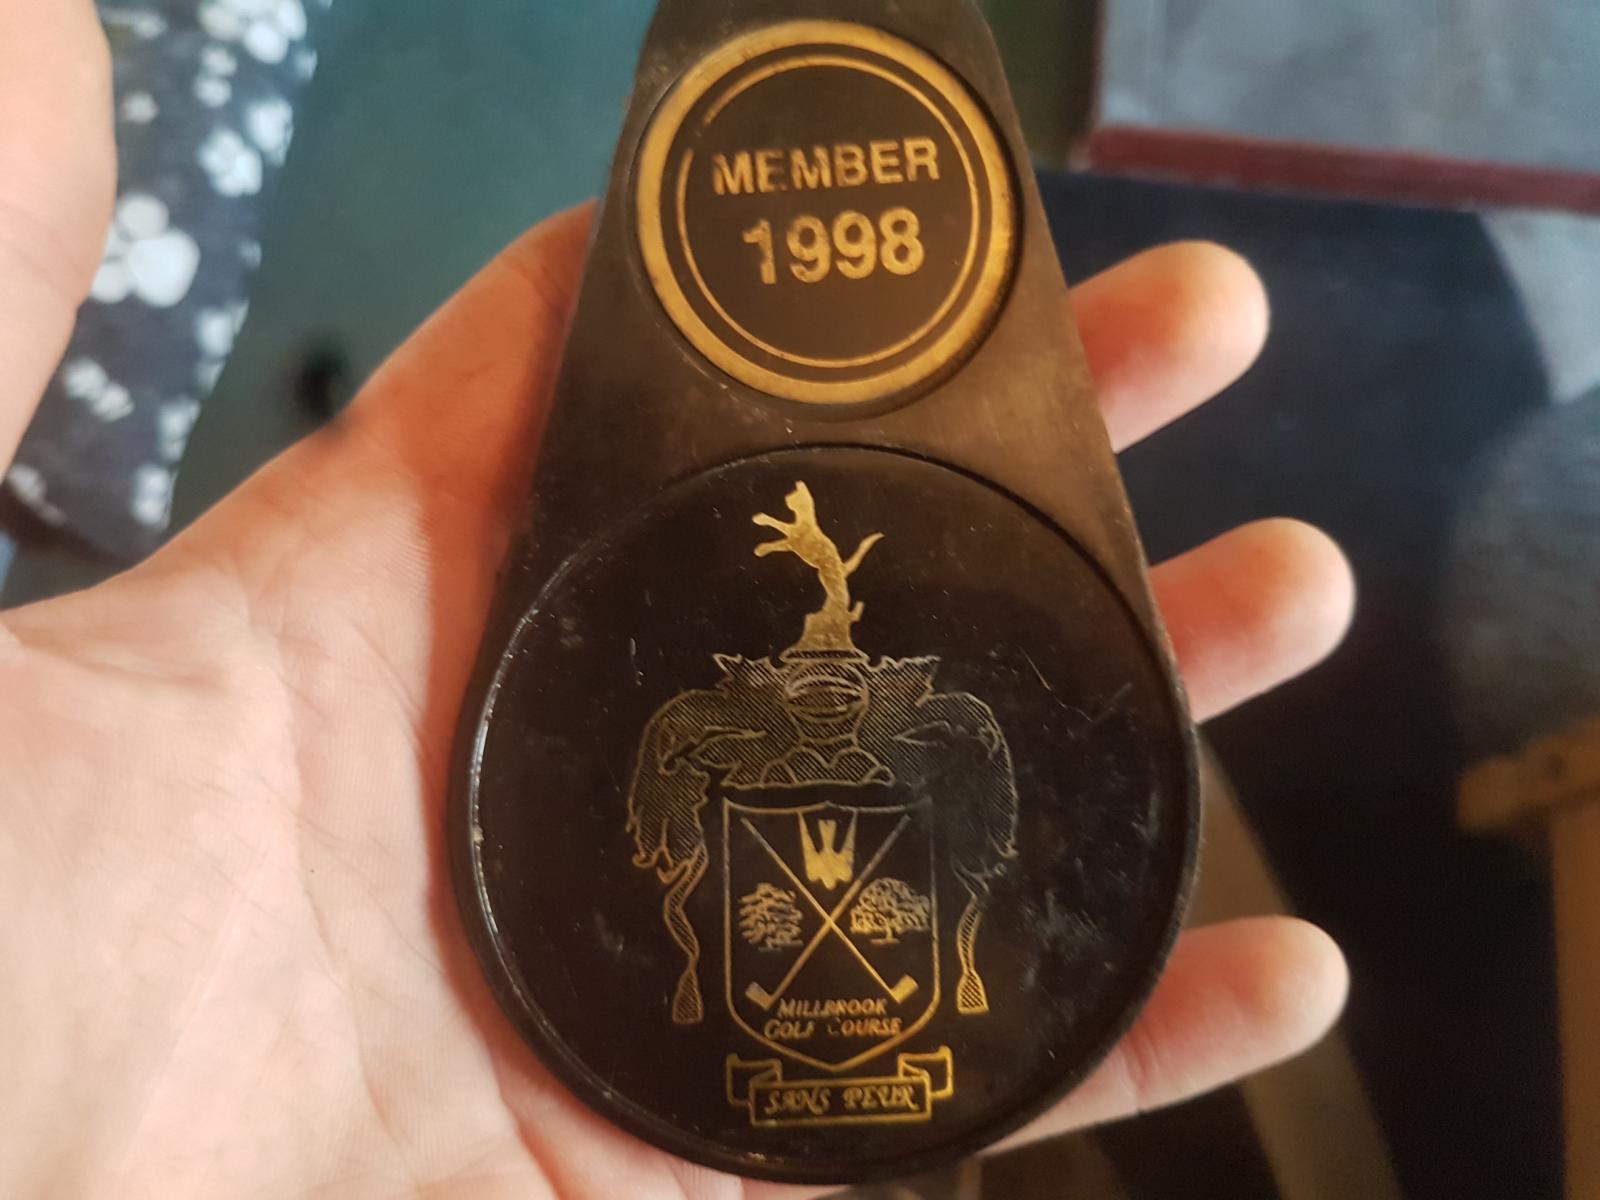 MEMBER
1998
MILLBROOK
GOLF COURSE
SANS PEUR